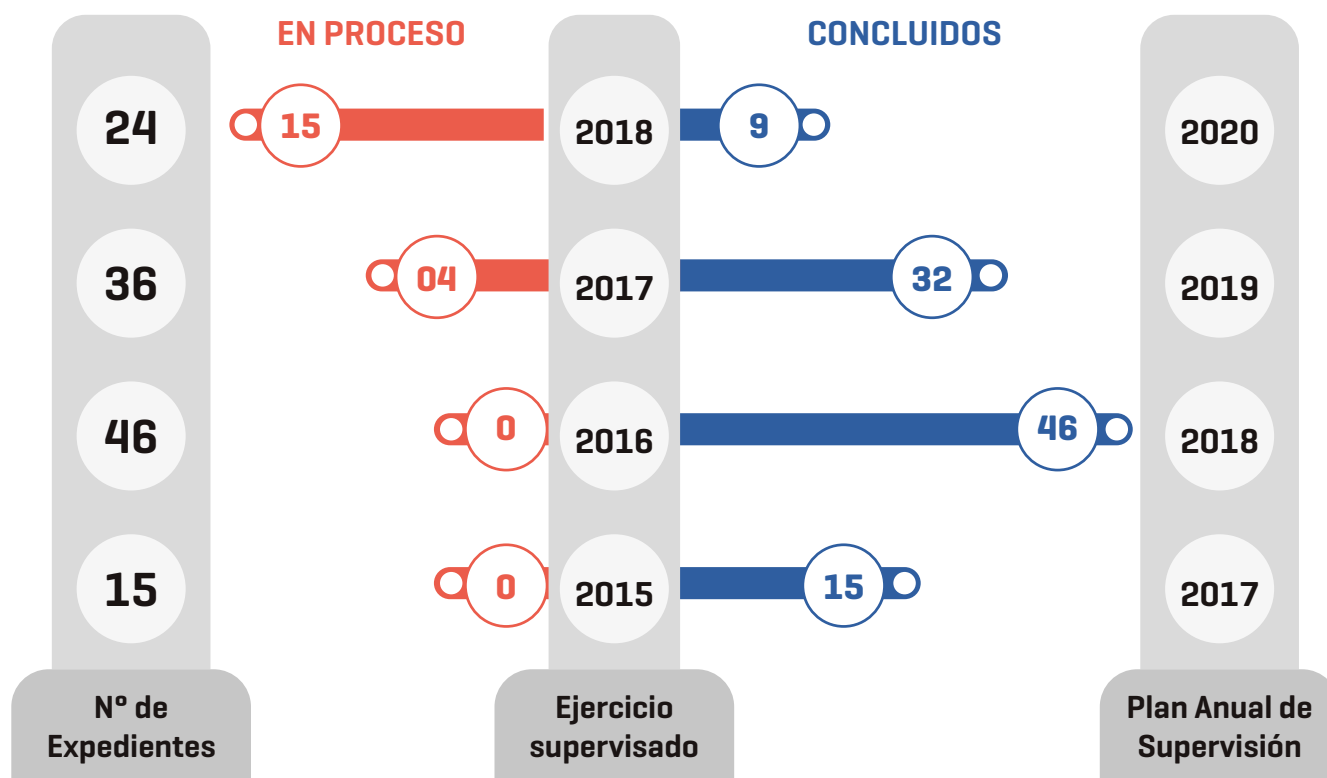 EN PROCESO CONCLUIDOS
24 15 2018 9 2020
36 04 2017 32 2019
46 0 2016 46 2018
15 0 2015 15 2017
N° de Ejercicio Plan Anual de
Expedientes supervisado Supervisión